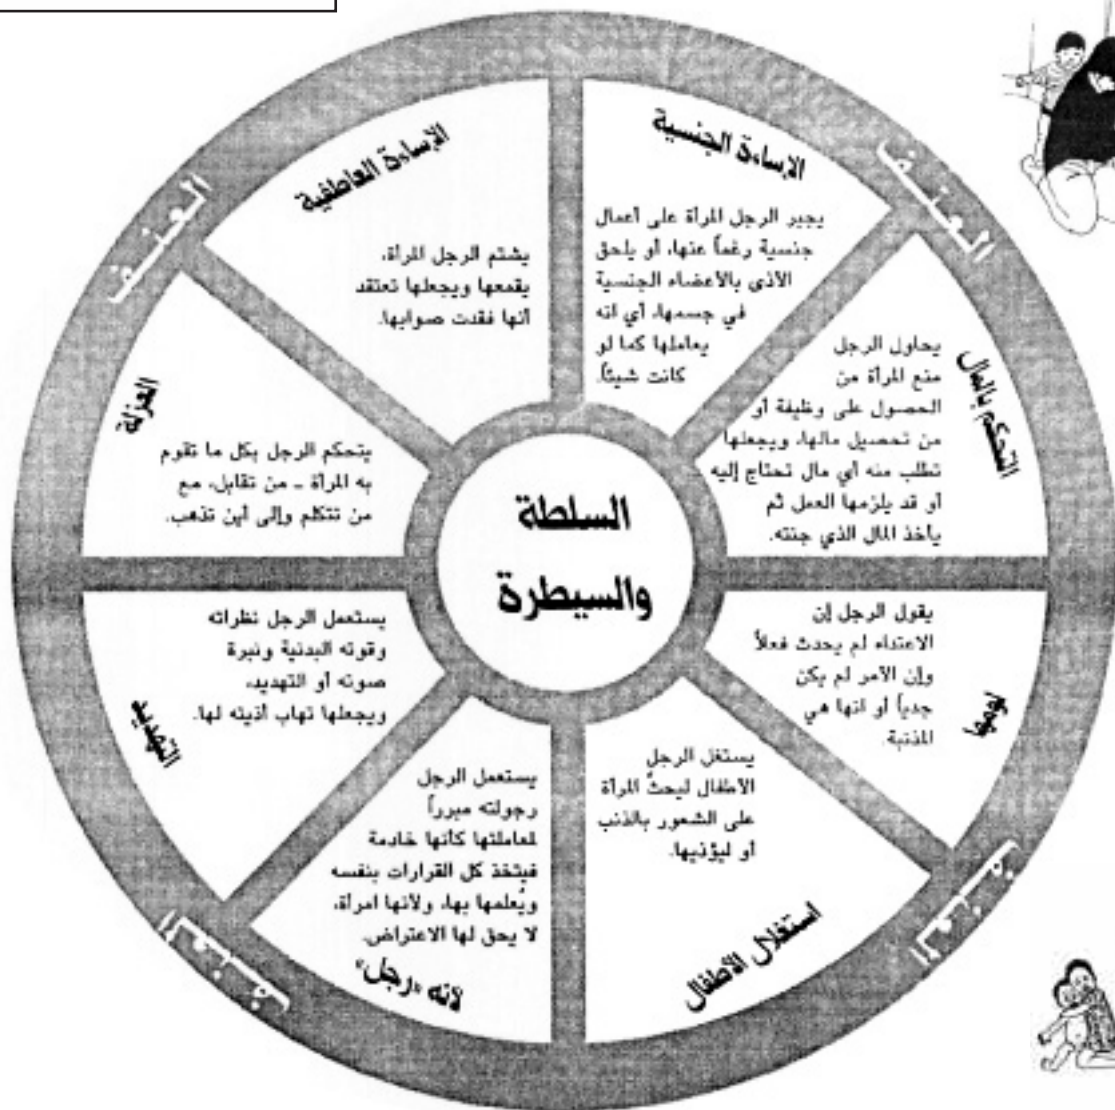 العنف
العنف
العنف
العنف
السلطة
والسيطرة
الإساءة الجنسية
يجبر الرجل المرأة على أعمال
جنسية رغماً عنها، أو يلحق
الأذى بالأعضاء الجنسية
في جسمها، أي انه
يعاملها كما لو
كانت شيئاً.
التحكم بالمال
يحاول الرجل
منع المرأة من
الحصول على وظيفة أو
من تحصيل مالها، ويجعلها
تطلب منه أي مال تحتاج إليه
أو قد يلزمها العمل ثم
يأخذ المال الذي جنته.
لومها
يقول الرجل إن
الاعتداء لم يحدث فعلاً
وإن الأمر لم يكن
جدياً أو انها هي
المذنبة.
استغلال الأطفال
يستغل الرجل
الأطفال ليحثّ المرأة
على الشعور بالذنب
أو ليؤذيها.
لأنه «رجل»
يستعمل الرجل
رجولته مبرراً
لمعاملتها كأنها خادمة
فيتخذ كل القرارات بنفسه
ويُعلمها بها، ولأنها امرأة،
لا يحق لها الاعتراض.
التهديد
يستعمل الرجل نظراته
وقوته البدنية ونبرة
صوته أو التهديد،
ويجعلها تهاب أذيته لها.
العزلة
يتحكم الرجل بكل ما تقوم
به المرأة ـ من تقابل، مع
من تتكلم وإلى أين تذهب.
الإساءة العاطفية
يشتم الرجل المرأة،
يقمعها ويجعلها تعتقد
أنها فقدت صوابها.